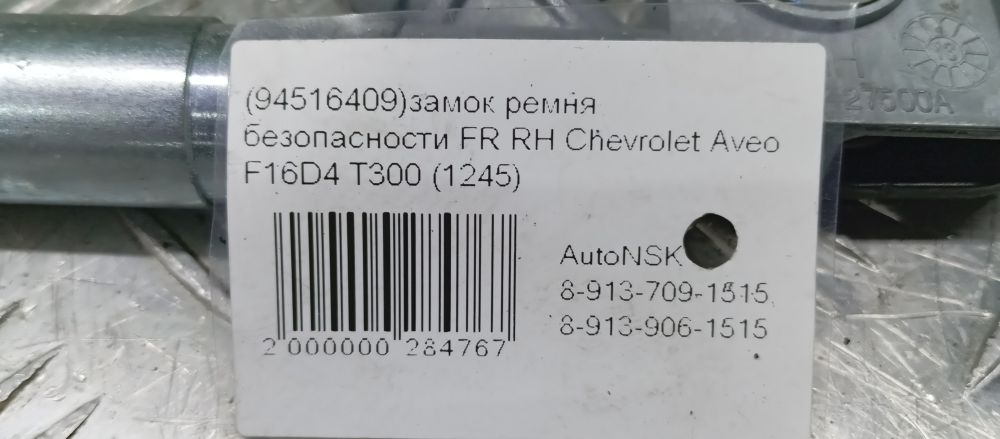 (94516409)замок ремня
безопасности FR RH Chevrolet Aveo
F16D4 T300 (1245)
AutoNSK
8-913-709-1515
8-913-906-1515
2 000000 284767
27500A